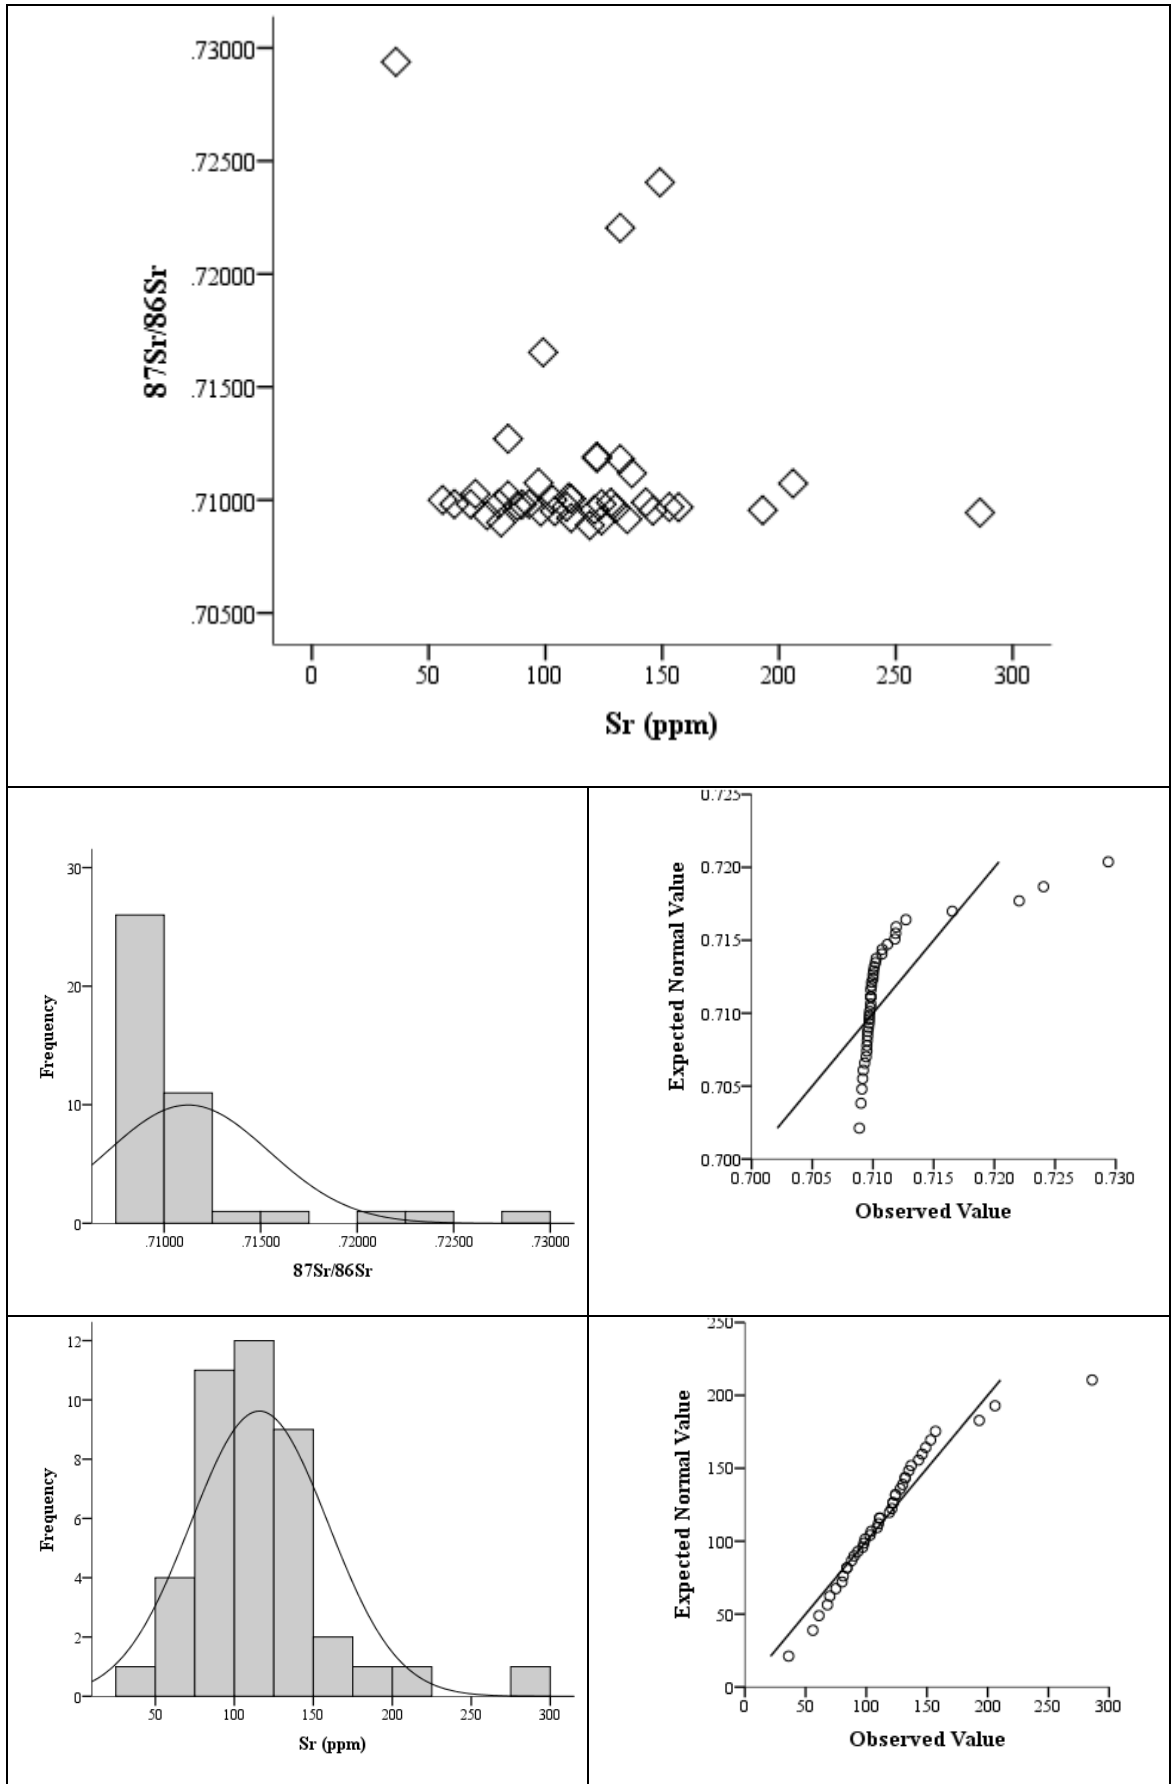 .73000
.72500
.72000
.71500
.71000
.70500
87Sr/86Sr
0 50 100 150 200 250 300
Sr (ppm)
30
20
10
0
Frequency
.71000 .71500 .72000 .72500 .73000
87Sr/86Sr
0.725
0.720
0.715
0.710
0.705
0.700
Expected Normal Value
0.700 0.705 0.710 0.715 0.720 0.725 0.730
Observed Value
12
10
8
6
4
2
0
Frequency
50 100 150 200 250 300
Sr (ppm)
250
200
150
100
50
0
Expected Normal Value
0 50 100 150 200 250 300
Observed Value